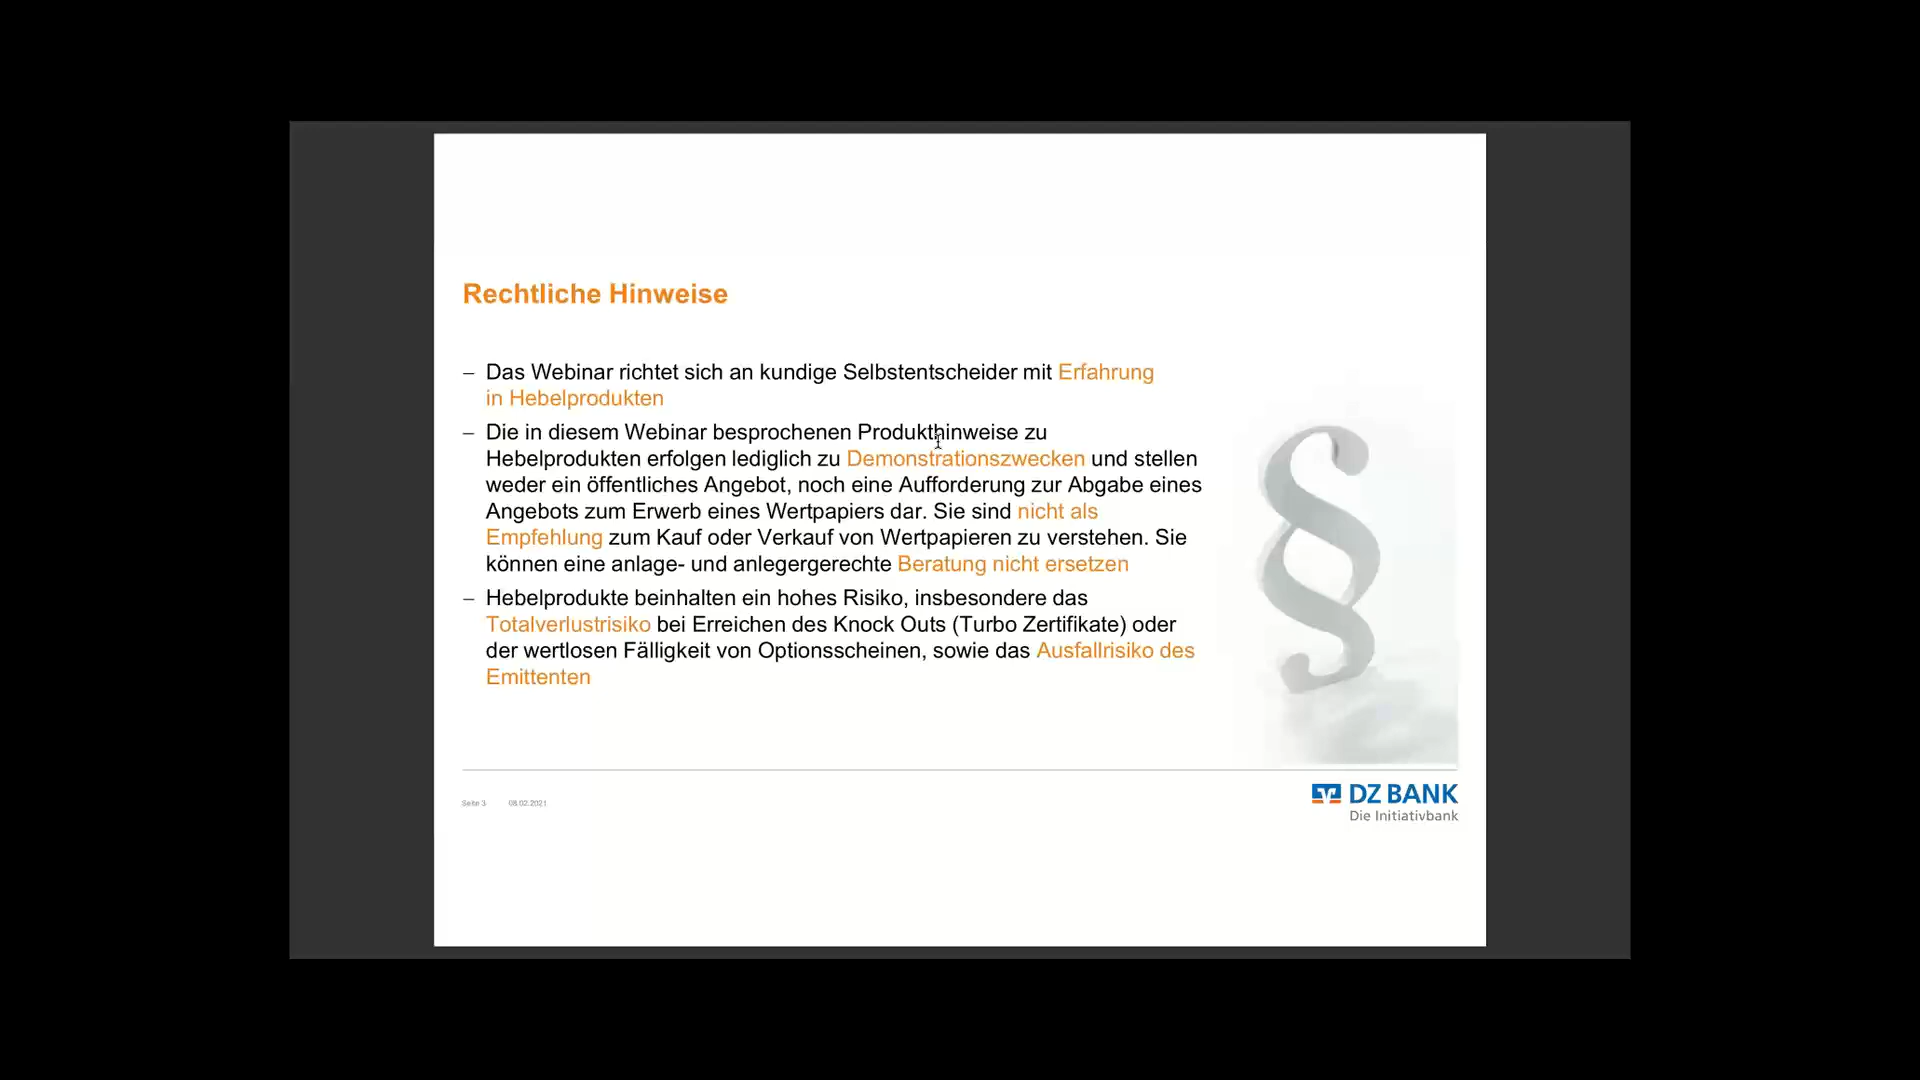 Rechtliche Hinweise
– Das Webinar richtet sich an kundige Selbstentscheider mit Erfahrung
in Hebelprodukten
– Die in diesem Webinar besprochenen Produkthinweise zu
Hebelprodukten erfolgen lediglich zu Demonstrationszwecken und stellen
weder ein öffentliches Angebot, noch eine Aufforderung zur Abgabe eines
Angebots zum Erwerb eines Wertpapiers dar. Sie sind nicht als
Empfehlung zum Kauf oder Verkauf von Wertpapieren zu verstehen. Sie
können eine anlage- und anlegergerechte Beratung nicht ersetzen
– Hebelprodukte beinhalten ein hohes Risiko, insbesondere das
Totalverlustrisiko bei Erreichen des Knock Outs (Turbo Zertifikate) oder
der wertlosen Fälligkeit von Optionsscheinen, sowie das Ausfallrisiko des
Emittenten
§
Seite 3 08.02.2021
DZ BANK
Die Initiativbank